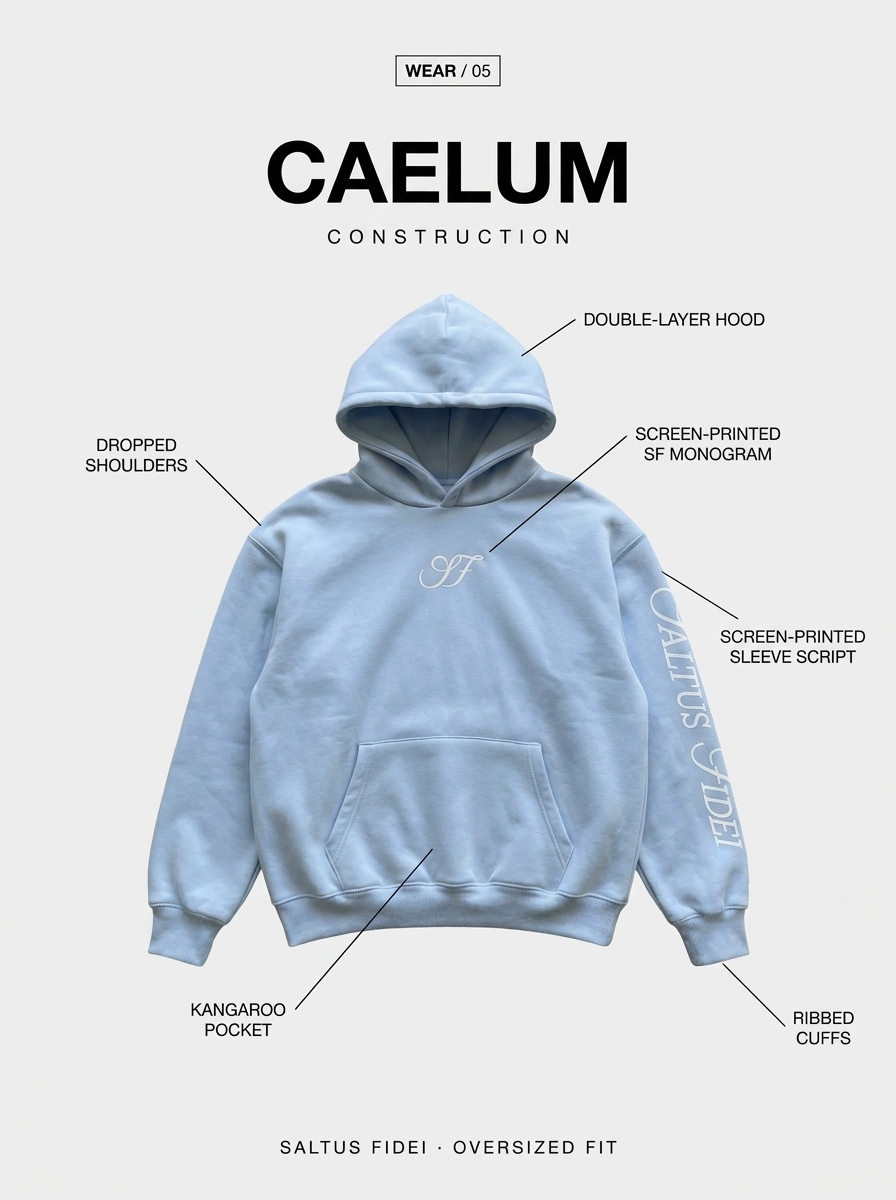 WEAR / 05
CAELUM
CONSTRUCTION
DOUBLE-LAYER HOOD
SCREEN-PRINTED
SF MONOGRAM
DROPPED
SHOULDERS
SF
SCREEN-PRINTED
SLEEVE SCRIPT
SALTUS FIDEI
KANGAROO
POCKET
RIBBED
CUFFS
SALTUS FIDEI · OVERSIZED FIT